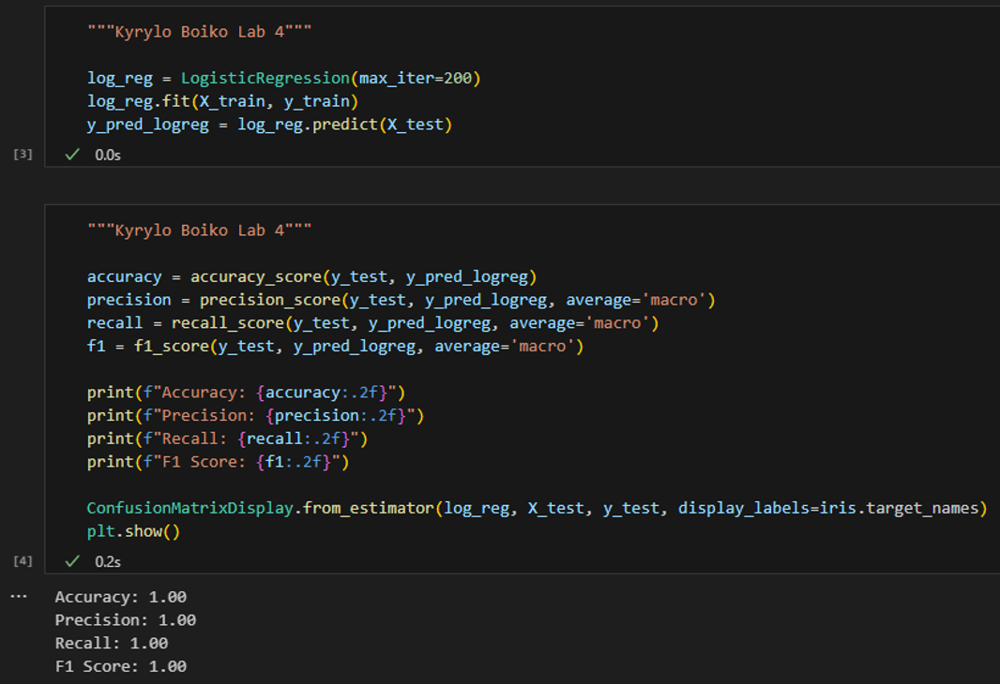 """Kyrylo Boiko Lab 4"""
log_reg = LogisticRegression(max_iter=200)
log_reg.fit(X_train, y_train)
y_pred_logreg = log_reg.predict(X_test)
[3]
✓ 0.0s
"""Kyrylo Boiko Lab 4"""
accuracy = accuracy_score(y_test, y_pred_logreg)
precision = precision_score(y_test, y_pred_logreg, average='macro')
recall = recall_score(y_test, y_pred_logreg, average='macro')
f1 = f1_score(y_test, y_pred_logreg, average='macro')
print(f"Accuracy: {accuracy:.2f}")
print(f"Precision: {precision:.2f}")
print(f"Recall: {recall:.2f}")
print(f"F1 Score: {f1:.2f}")
ConfusionMatrixDisplay.from_estimator(log_reg, X_test, y_test, display_labels=iris.target_names)
plt.show()
[4]
✓ 0.2s
... Accuracy: 1.00
Precision: 1.00
Recall: 1.00
F1 Score: 1.00